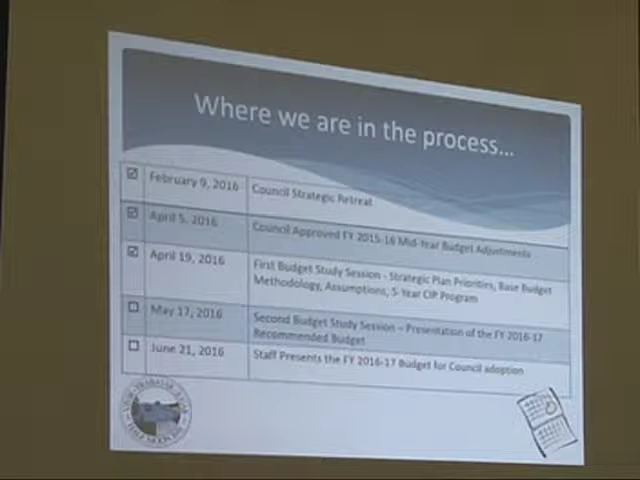 Where we are in the process...
☑ February 9, 2016 Council Strategic Retreat
☑ April 5, 2016 Council Approved FY 2015-16 Mid-Year Budget Adjustments
☑ April 19, 2016 First Budget Study Session - Strategic Plan Priorities, Base Budget
Methodology, Assumptions, 5-Year CIP Program
☐ May 17, 2016 Second Budget Study Session – Presentation of the FY 2016-17
Recommended Budget
☐ June 21, 2016 Staff Presents the FY 2016-17 Budget for Council adoption